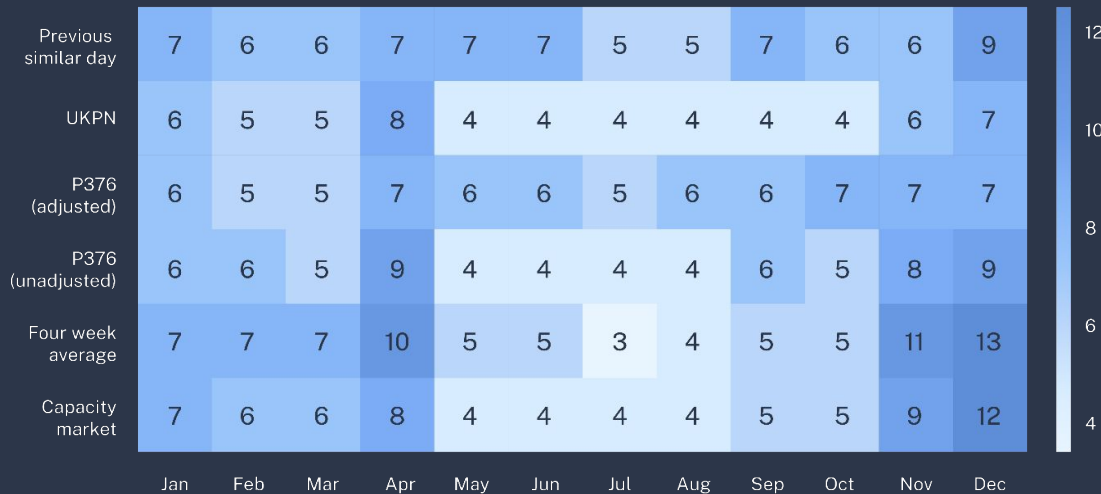 Previous
similar day
7 6 6 7 7 7 5 5 7 6 6 9
UKPN
6 5 5 8 4 4 4 4 4 4 6 7
P376
(adjusted)
6 5 5 7 6 6 5 6 6 7 7 7
P376
(unadjusted)
6 6 5 9 4 4 4 4 6 5 8 9
Four week
average
7 7 7 10 5 5 3 4 5 5 11 13
Capacity
market
7 6 6 8 4 4 4 4 5 5 9 12
Jan Feb Mar Apr May Jun Jul Aug Sep Oct Nov Dec
12
10
8
6
4